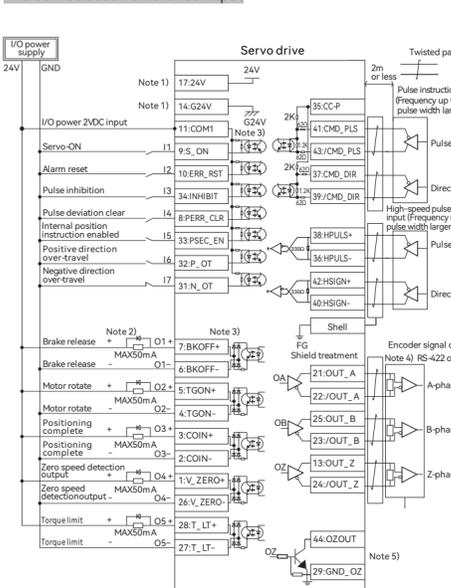 I/O power
supply
24V
GND
Servo drive
Twisted pa
2m
or less
Note 1)
17:24V
24V
Note 1)
14:G24V
G24V
Note 3)
I/O power 2VDC input
11:COM1
Servo-ON
I1
9:S_ON
Alarm reset
I2
10:ERR_RST
Pulse inhibition
I3
34:INHIBIT
Pulse deviation clear
I4
8:PERR_CLR
Internal position
instruction enabled
I5
33:PSEC_EN
Positive direction
over-travel
I6
32:P_OT
Negative direction
over-travel
I7
31:N_OT
35:CC-P
2K
41:CMD_PLS
43:/CMD_PLS
2K
37:CMD_DIR
39:/CMD_DIR
Pulse instructi
(Frequency up
pulse width lar
Pulse
Direc
High-speed pulse
input (Frequency
pulse width larger
38:HPULS+
36:HPULS-
Pulse
42:HSIGN+
40:HSIGN-
Direc
Shell
FG
Shield treatment
Note 2)
Note 3)
Brake release + O1+
MAX50mA
7:BKOFF+
Brake release - O1-
6:BKOFF-
Motor rotate + O2+
MAX50mA
5:TGON+
Motor rotate - O2-
4:TGON-
Positioning
complete + O3+
MAX50mA
3:COIN+
Positioning
complete - O3-
2:COIN-
Zero speed detection
output + O4+
MAX50mA
1:V_ZERO+
Zero speed
detectionoutput - O4-
26:V_ZERO-
Torque limit + O5+
MAX50mA
28:T_LT+
Torque limit - O5-
27:T_LT-
Encoder signal o
Note 4) RS-422 o
OA
21:OUT_A
22:/OUT_A
A-pha
OB
25:OUT_B
23:/OUT_B
B-pha
OZ
13:OUT_Z
24:/OUT_Z
Z-pha
OZ
44:OZOUT
29:GND_OZ
Note 5)